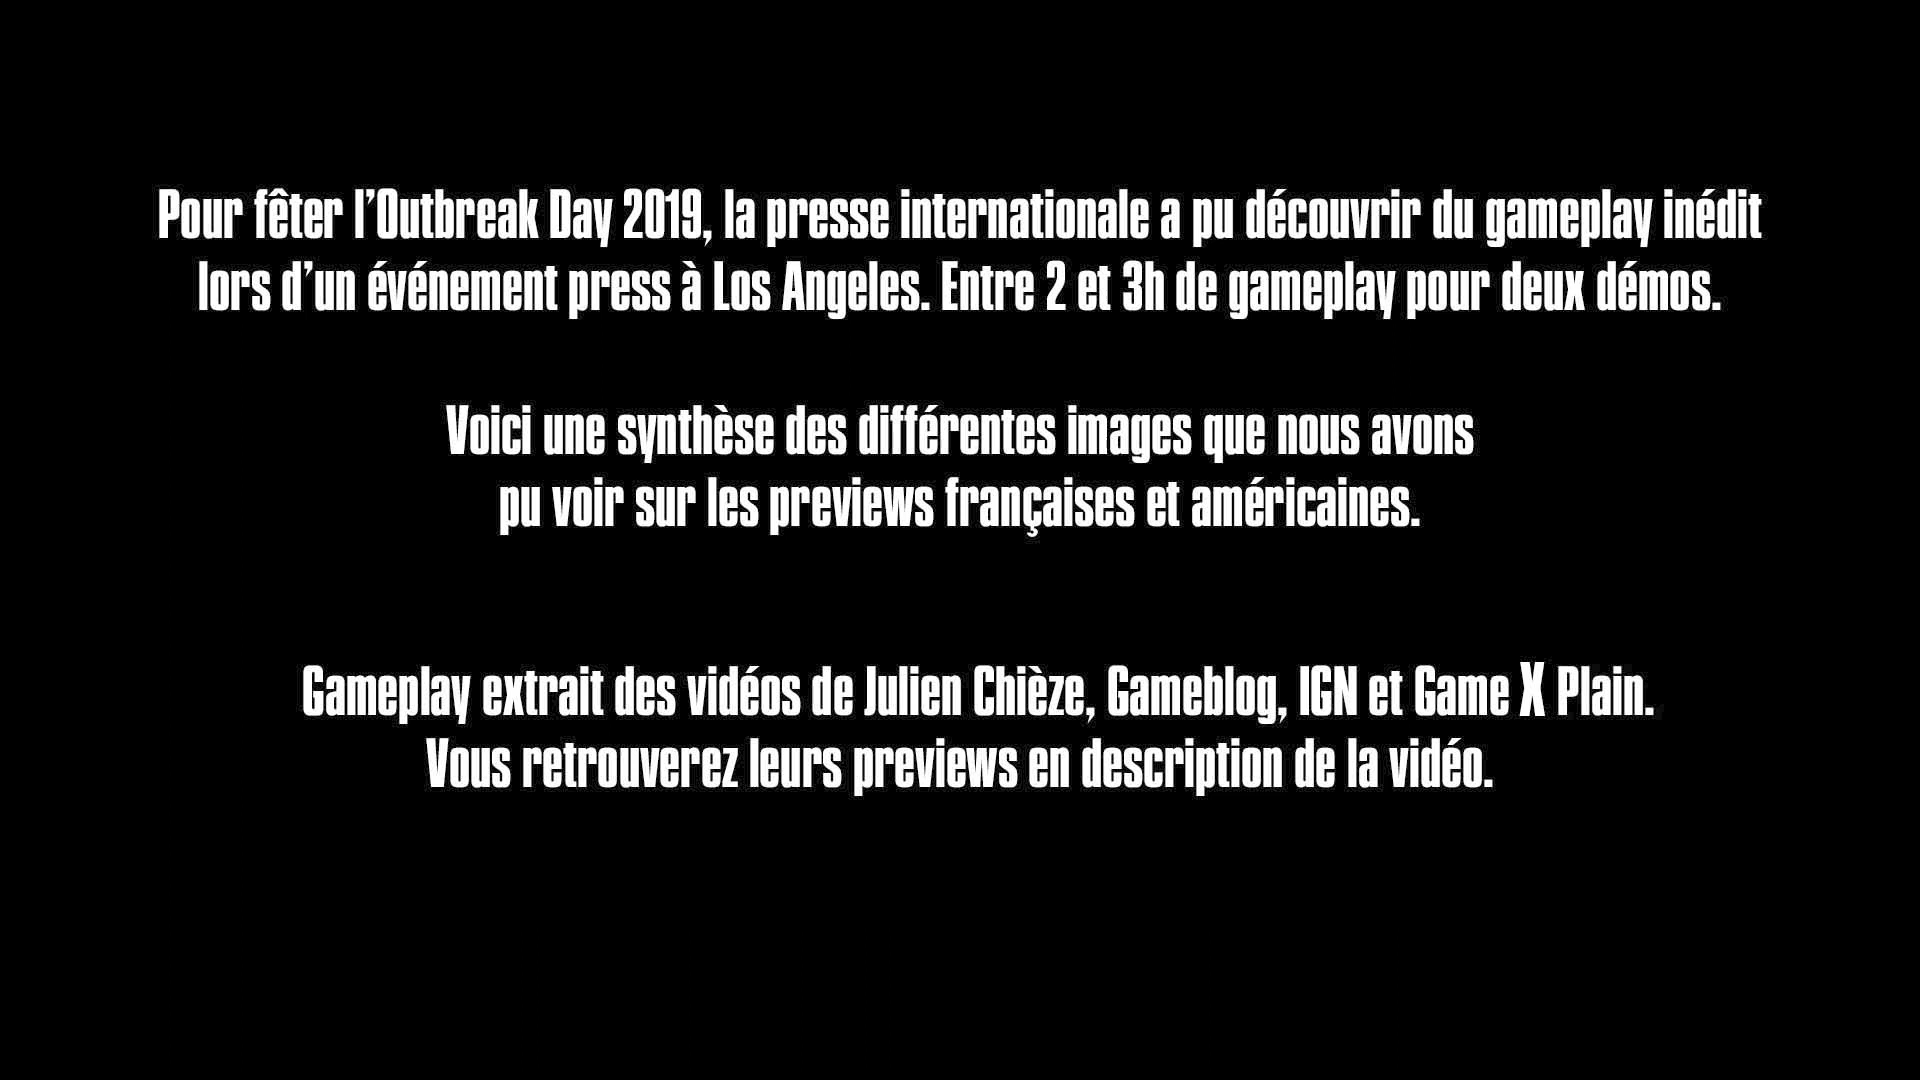 Pour fêter l’Outbreak Day 2019, la presse internationale a pu découvrir du gameplay inédit
lors d’un événement press à Los Angeles. Entre 2 et 3h de gameplay pour deux démos.
Voici une synthèse des différentes images que nous avons
pu voir sur les previews françaises et américaines.
Gameplay extrait des vidéos de Julien Chièze, Gameblog, IGN et Game X Plain.
Vous retrouverez leurs previews en description de la vidéo.